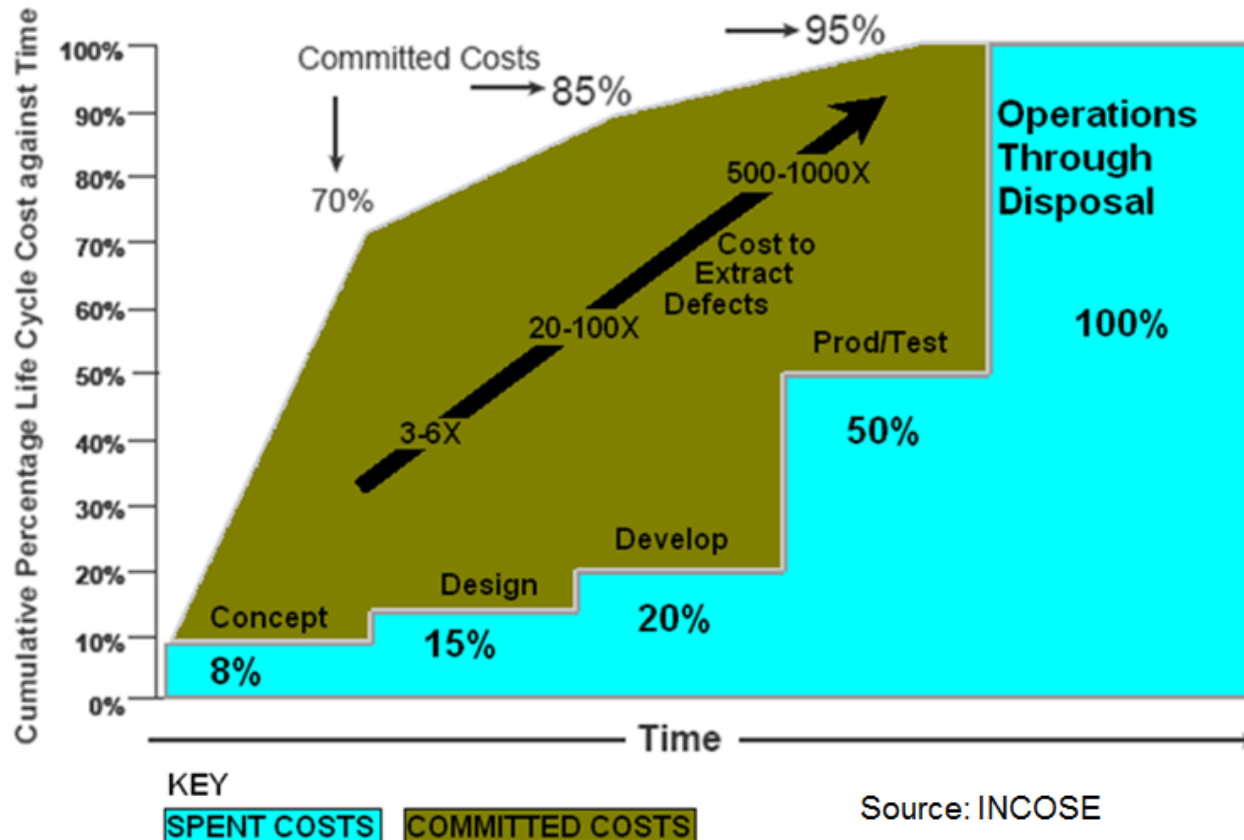 Cumulative Percentage Life Cycle Cost against Time
100%
90%
80%
70%
60%
50%
40%
30%
20%
10%
0%
Committed Costs
70%
85%
95%
500-1000X
Cost to
Extract
Defects
20-100X
3-6X
Operations
Through
Disposal
100%
Prod/Test
50%
Develop
20%
Design
15%
Concept
8%
Time
KEY
SPENT COSTS
COMMITTED COSTS
Source: INCOSE